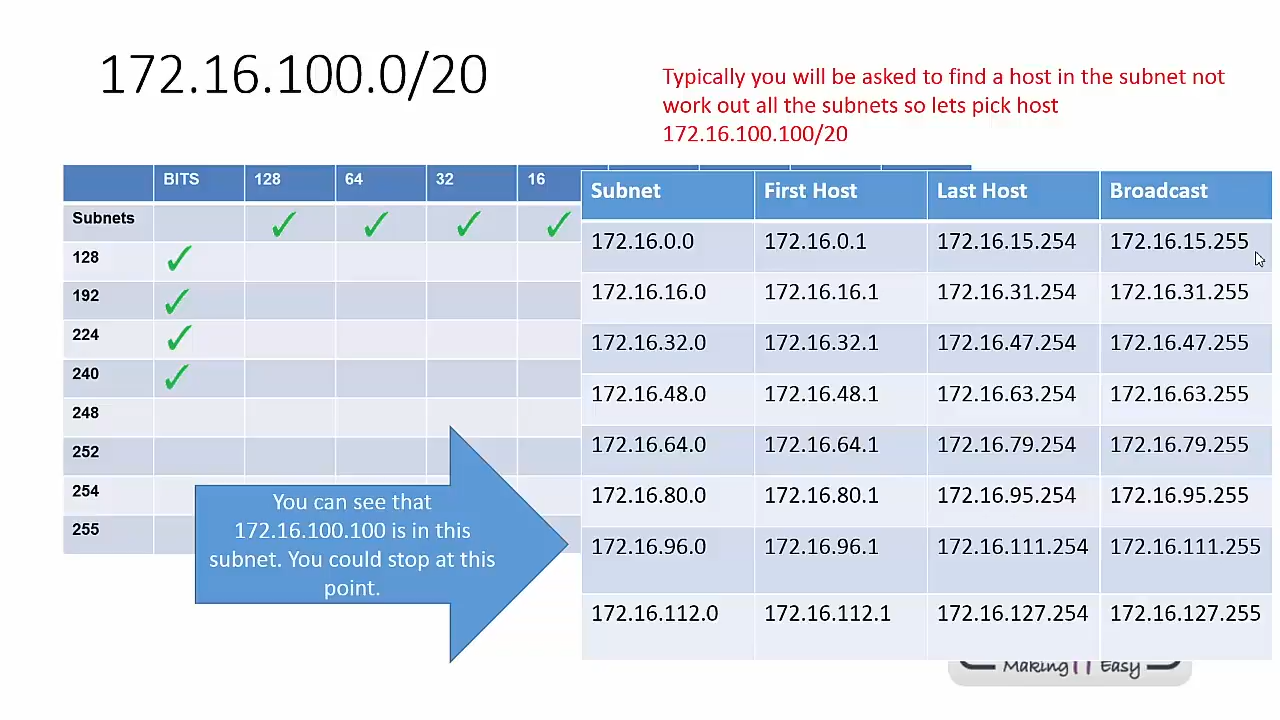 172.16.100.0/20
Typically you will be asked to find a host in the subnet not
work out all the subnets so lets pick host
172.16.100.100/20
BITS 128 64 32 16
Subnets
128
192
224
240
248
252
254
255
You can see that
172.16.100.100 is in this
subnet. You could stop at this
point.
Subnet First Host Last Host Broadcast
172.16.0.0 172.16.0.1 172.16.15.254 172.16.15.255
172.16.16.0 172.16.16.1 172.16.31.254 172.16.31.255
172.16.32.0 172.16.32.1 172.16.47.254 172.16.47.255
172.16.48.0 172.16.48.1 172.16.63.254 172.16.63.255
172.16.64.0 172.16.64.1 172.16.79.254 172.16.79.255
172.16.80.0 172.16.80.1 172.16.95.254 172.16.95.255
172.16.96.0 172.16.96.1 172.16.111.254 172.16.111.255
172.16.112.0 172.16.112.1 172.16.127.254 172.16.127.255
Making IT Easy